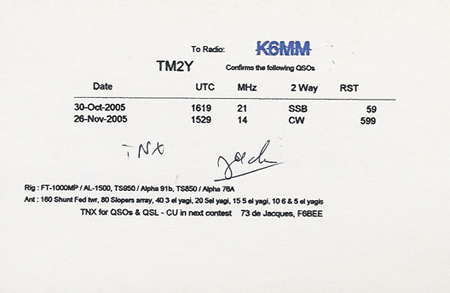 To Radio: K6MM
TM2Y Confirms the following QSOs
Date UTC MHz 2 Way RST
30-Oct-2005 1619 21 SSB 59
26-Nov-2005 1529 14 CW 599
TNX
Rig : FT-1000MP / AL-1500, TS950 / Alpha 91b, TS850 / Alpha 76A
Ant : 160 Shunt Fed twr, 80 Slopers array, 40 3 el yagi, 20 5el yagi, 15 5 el yagi, 10 6 & 5 el yagis
TNX for QSOs & QSL - CU in next contest 73 de Jacques, F6BEE